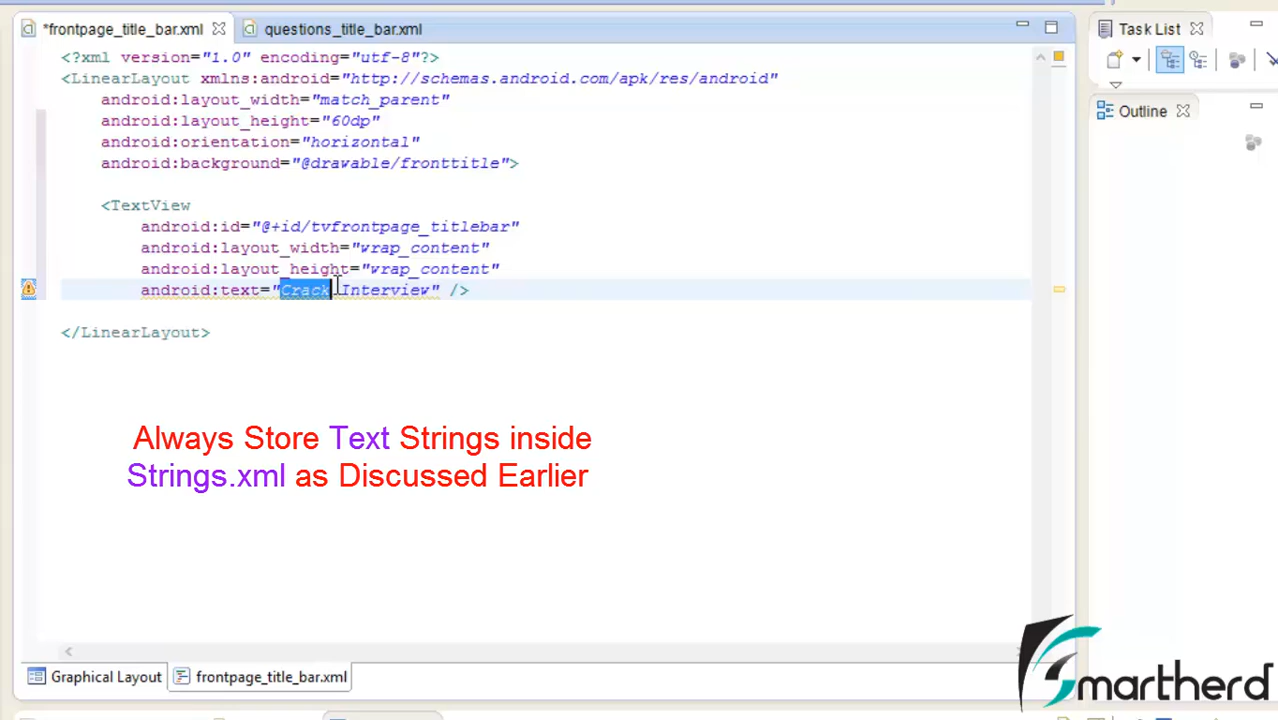 *frontpage_title_bar.xml
questions_title_bar.xml
Task List
<?xml version="1.0" encoding="utf-8"?>
<LinearLayout xmlns:android="http://schemas.android.com/apk/res/android"
android:layout_width="match_parent"
android:layout_height="60dp"
android:orientation="horizontal"
android:background="@drawable/fronttitle">
Outline
<TextView
android:id="@+id/tvfrontpage_titlebar"
android:layout_width="wrap_content"
android:layout_height="wrap_content"
android:text="Crack Interview" />
</LinearLayout>
Always Store Text Strings inside
Strings.xml as Discussed Earlier
Graphical Layout
frontpage_title_bar.xml
Smartherd